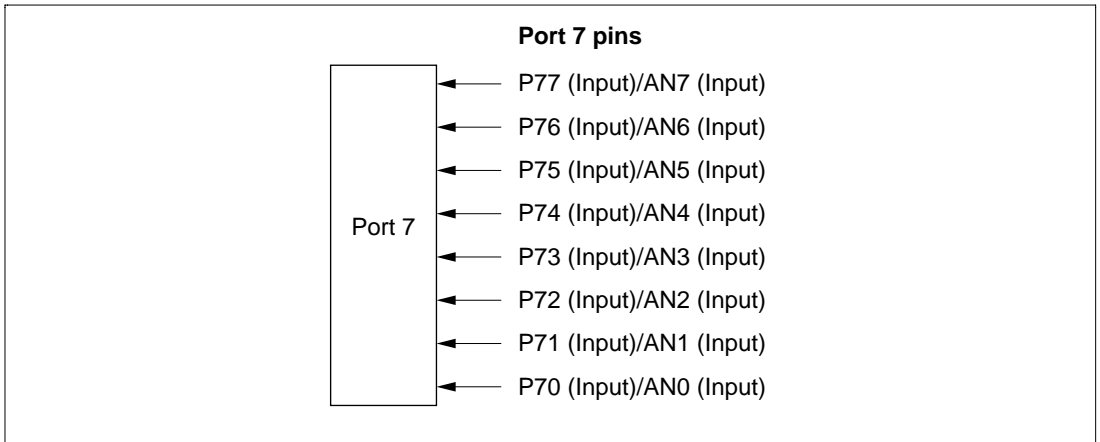 Port 7 pins
P77 (Input)/AN7 (Input)
P76 (Input)/AN6 (Input)
P75 (Input)/AN5 (Input)
P74 (Input)/AN4 (Input)
Port 7
P73 (Input)/AN3 (Input)
P72 (Input)/AN2 (Input)
P71 (Input)/AN1 (Input)
P70 (Input)/AN0 (Input)